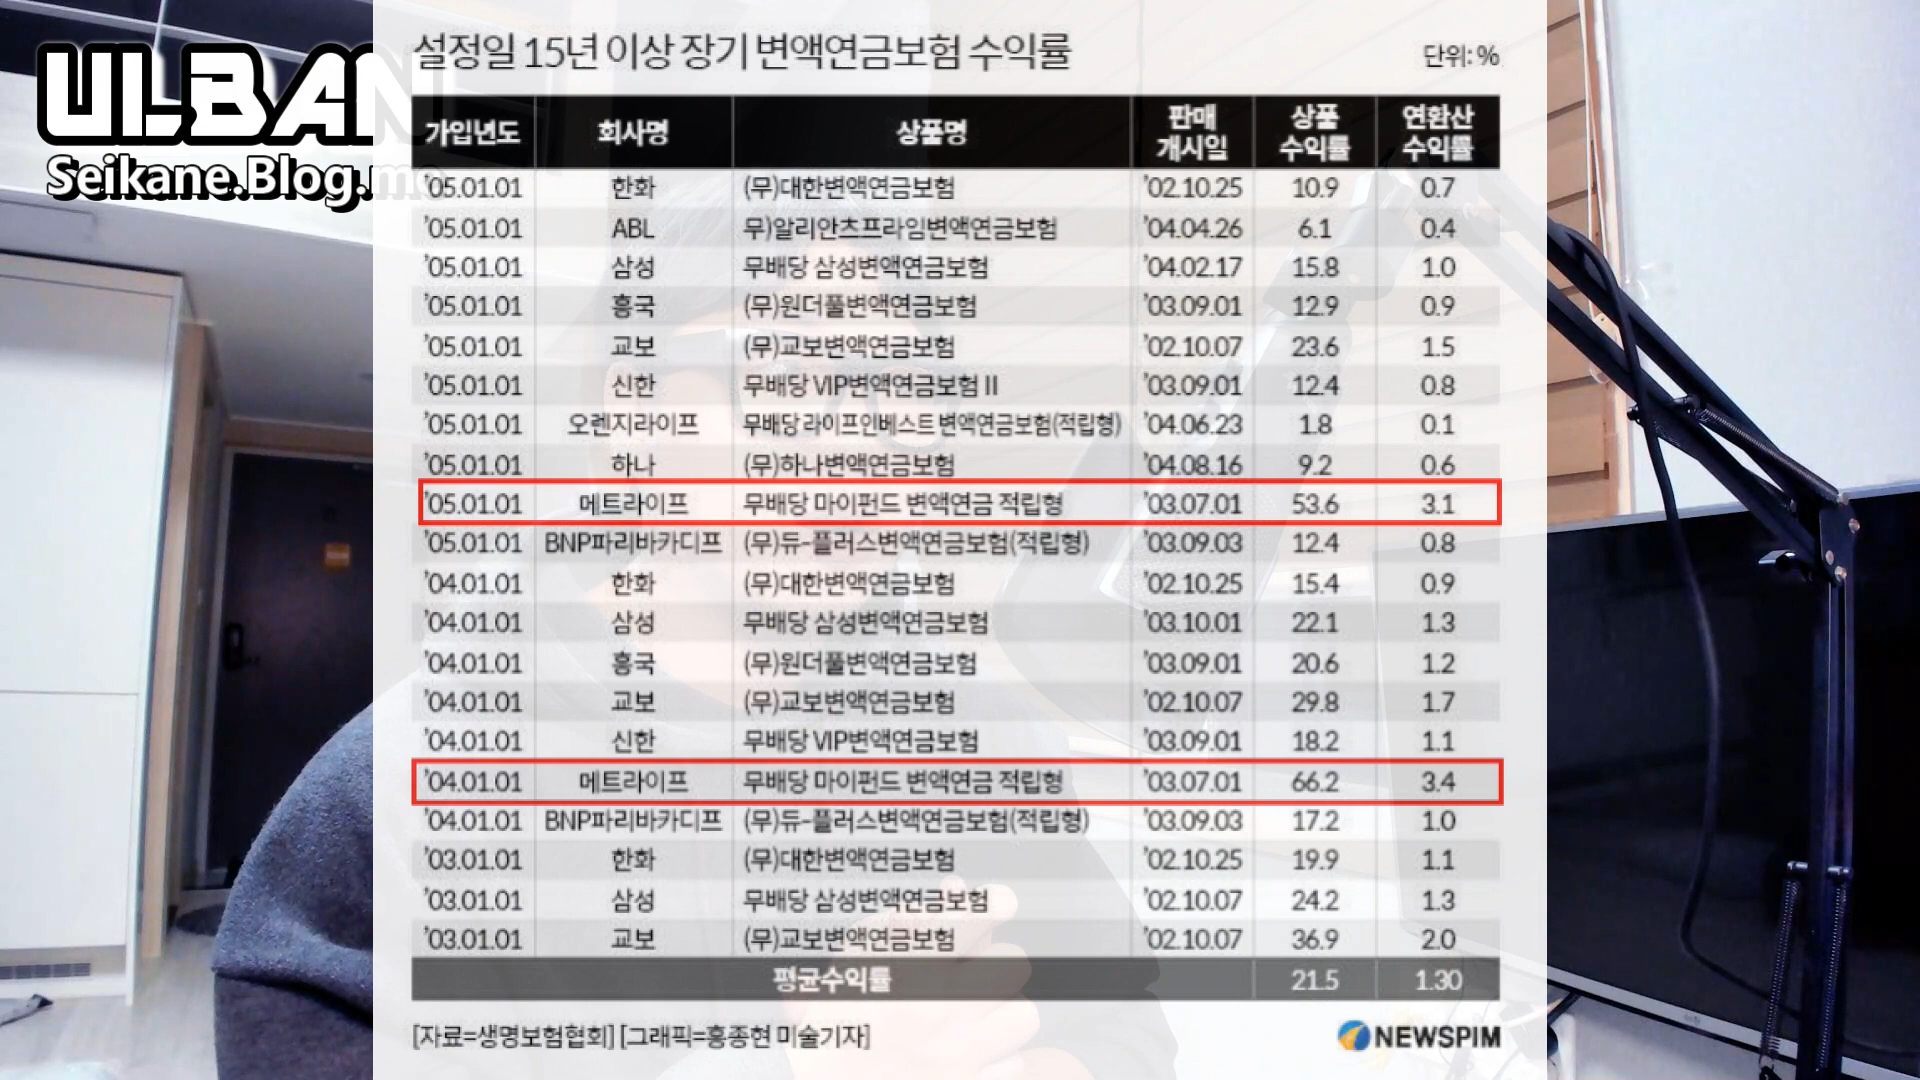 ULBAN
Seikane.Blog.m
설정일 15년 이상 장기 변액연금보험 수익률
단위: %
가입년도 회사명 상품명 판매 개시일 상품 수익률 연환산 수익률
'05.01.01 한화 (무)대한변액연금보험 '02.10.25 10.9 0.7
'05.01.01 ABL 무)알리안츠프라임변액연금보험 '04.04.26 6.1 0.4
'05.01.01 삼성 무배당 삼성변액연금보험 '04.02.17 15.8 1.0
'05.01.01 흥국 (무)원더풀변액연금보험 '03.09.01 12.9 0.9
'05.01.01 교보 (무)교보변액연금보험 '02.10.07 23.6 1.5
'05.01.01 신한 무배당 VIP변액연금보험 II '03.09.01 12.4 0.8
'05.01.01 오렌지라이프 무배당 라이프인베스트 변액연금보험(적립형) '04.06.23 1.8 0.1
'05.01.01 하나 (무)하나변액연금보험 '04.08.16 9.2 0.6
'05.01.01 메트라이프 무배당 마이펀드 변액연금 적립형 '03.07.01 53.6 3.1
'05.01.01 BNP파리바카디프 (무)듀-플러스변액연금보험(적립형) '03.09.03 12.4 0.8
'04.01.01 한화 (무)대한변액연금보험 '02.10.25 15.4 0.9
'04.01.01 삼성 무배당 삼성변액연금보험 '03.10.01 22.1 1.3
'04.01.01 흥국 (무)원더풀변액연금보험 '03.09.01 20.6 1.2
'04.01.01 교보 (무)교보변액연금보험 '02.10.07 29.8 1.7
'04.01.01 신한 무배당 VIP변액연금보험 '03.09.01 18.2 1.1
'04.01.01 메트라이프 무배당 마이펀드 변액연금 적립형 '03.07.01 66.2 3.4
'04.01.01 BNP파리바카디프 (무)듀-플러스변액연금보험(적립형) '03.09.03 17.2 1.0
'03.01.01 한화 (무)대한변액연금보험 '02.10.25 19.9 1.1
'03.01.01 삼성 무배당 삼성변액연금보험 '02.10.07 24.2 1.3
'03.01.01 교보 (무)교보변액연금보험 '02.10.07 36.9 2.0
평균수익률 21.5 1.30
[자료=생명보험협회] [그래픽=홍종현 미술기자]
NEWSPIM